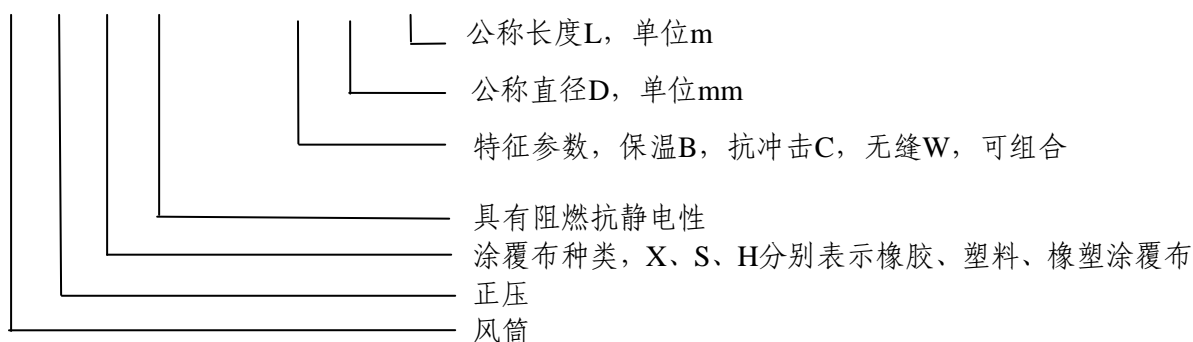 公称长度L，单位m
公称直径D，单位mm
特征参数，保温B，抗冲击C，无缝W，可组合
具有阻燃抗静电性
涂覆布种类，X、S、H分别表示橡胶、塑料、橡塑涂覆布
正压
风筒